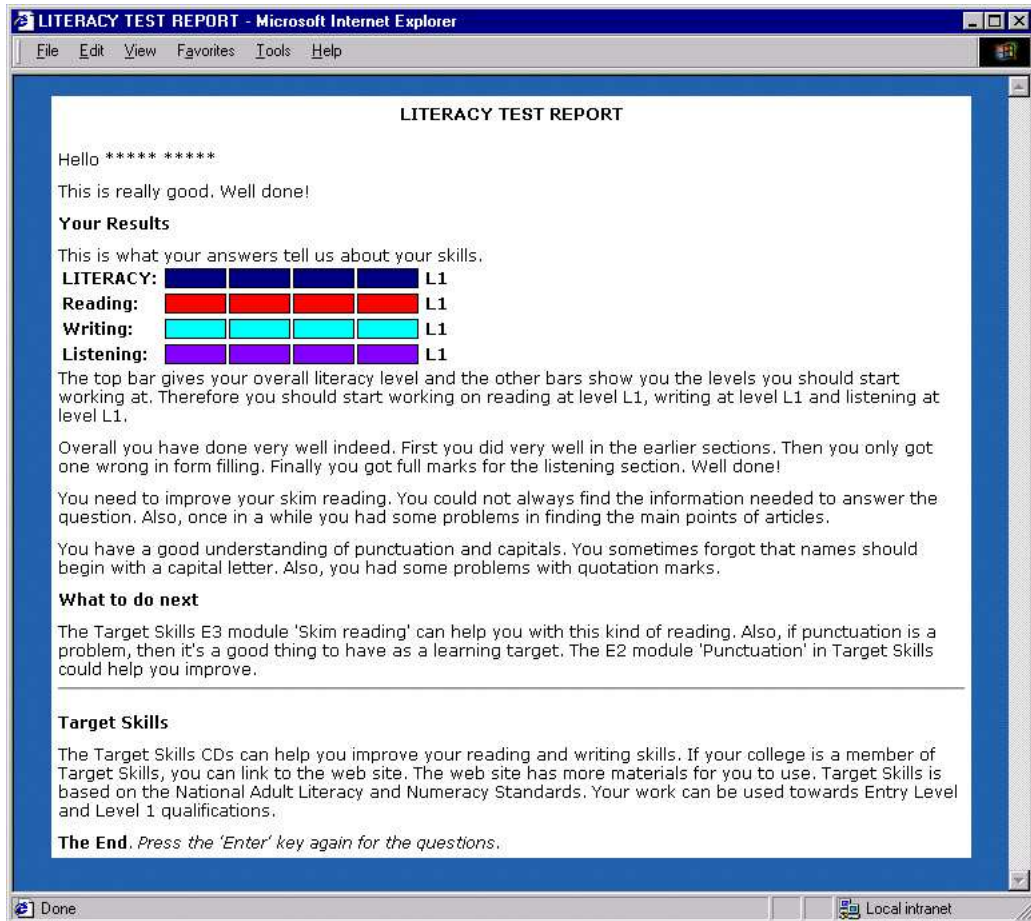 LITERACY TEST REPORT - Microsoft Internet Explorer
File Edit View Favorites Tools Help
LITERACY TEST REPORT
Hello ***** *****
This is really good. Well done!
Your Results
This is what your answers tell us about your skills.
LITERACY: L1
Reading: L1
Writing: L1
Listening: L1
The top bar gives your overall literacy level and the other bars show you the levels you should start
working at. Therefore you should start working on reading at level L1, writing at level L1 and listening at
level L1.
Overall you have done very well indeed. First you did very well in the earlier sections. Then you only got
one wrong in form filling. Finally you got full marks for the listening section. Well done!
You need to improve your skim reading. You could not always find the information needed to answer the
question. Also, once in a while you had some problems in finding the main points of articles.
You have a good understanding of punctuation and capitals. You sometimes forgot that names should
begin with a capital letter. Also, you had some problems with quotation marks.
What to do next
The Target Skills E3 module 'Skim reading' can help you with this kind of reading. Also, if punctuation is a
problem, then it's a good thing to have as a learning target. The E2 module 'Punctuation' in Target Skills
could help you improve.
Target Skills
The Target Skills CDs can help you improve your reading and writing skills. If your college is a member of
Target Skills, you can link to the web site. The web site has more materials for you to use. Target Skills is
based on the National Adult Literacy and Numeracy Standards. Your work can be used towards Entry Level
and Level 1 qualifications.
The End. Press the 'Enter' key again for the questions.
Done Local intranet